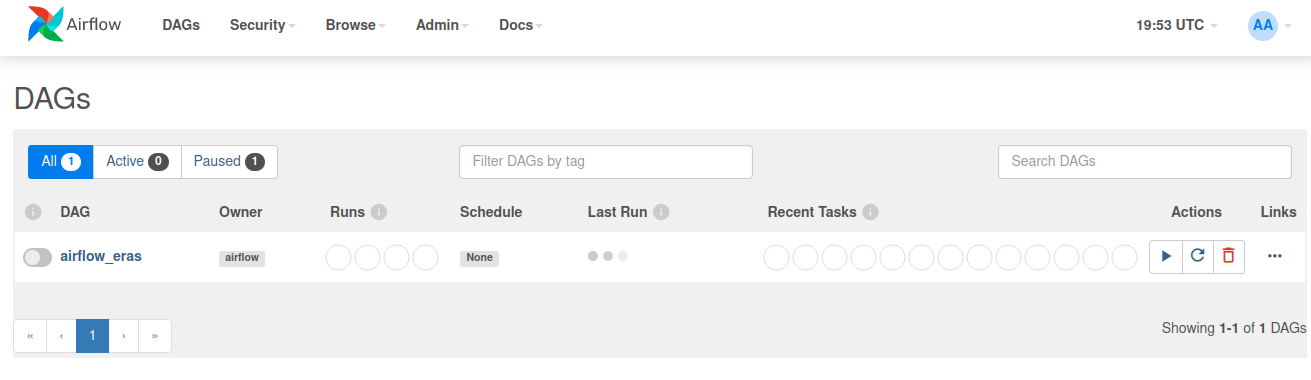 Airflow DAGs Security Browse Admin Docs 19:53 UTC AA
DAGs
All 1 Active 0 Paused 1 Filter DAGs by tag Search DAGs
i DAG Owner Runs i Schedule Last Run i Recent Tasks i Actions Links
airflow_eras airflow None
« ‹ 1 › » Showing 1-1 of 1 DAGs